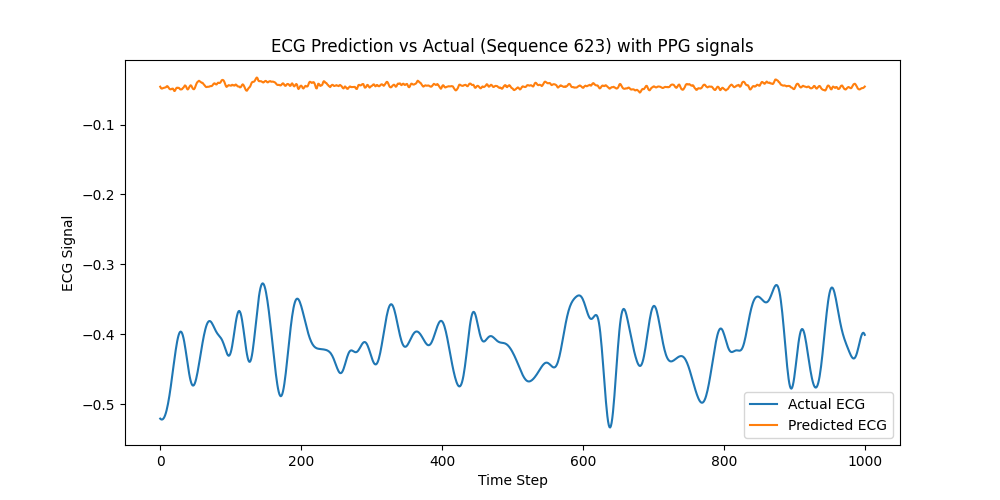 ECG Prediction vs Actual (Sequence 623) with PPG signals
−0.1
−0.2
−0.3
−0.4
−0.5
ECG Signal
Actual ECG
Predicted ECG
0 200 400 600 800 1000
Time Step